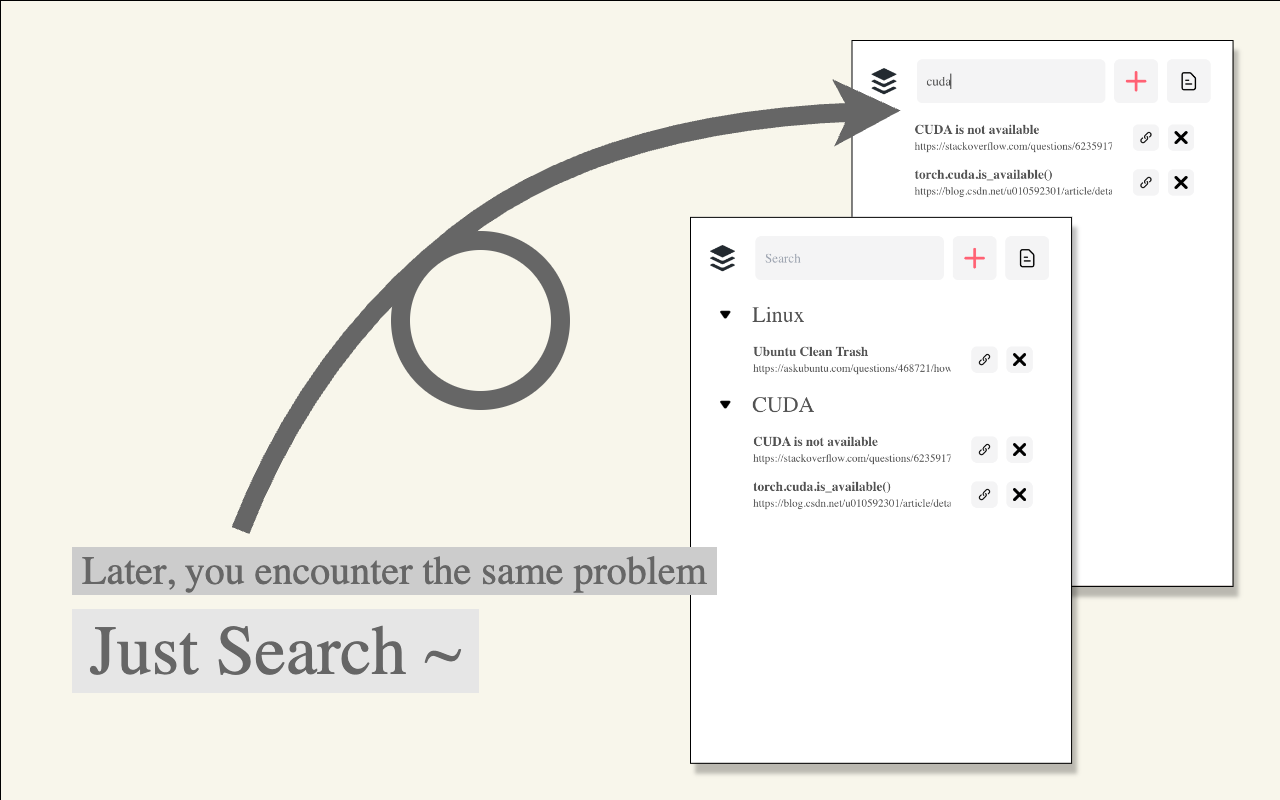 cuda
CUDA is not available
https://stackoverflow.com/questions/6235917
torch.cuda.is_available()
https://blog.csdn.net/u010592301/article/deta
Search
Linux
Ubuntu Clean Trash
https://askubuntu.com/questions/468721/how
CUDA
CUDA is not available
https://stackoverflow.com/questions/6235917
torch.cuda.is_available()
https://blog.csdn.net/u010592301/article/deta
Later, you encounter the same problem
Just Search ~